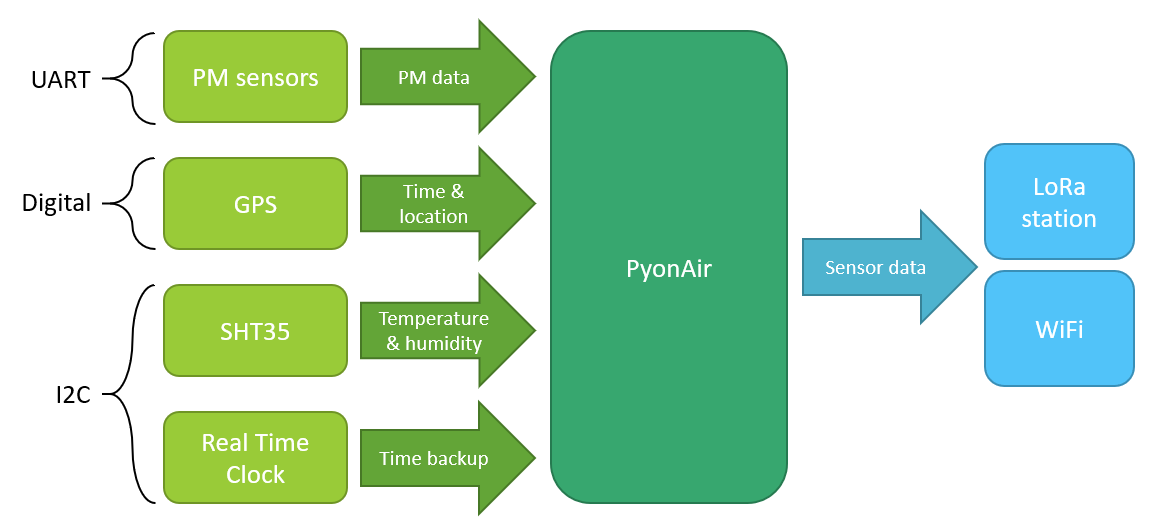 UART
PM sensors
PM data
Digital
GPS
Time &
location
I2C
SHT35
Temperature
& humidity
Real Time
Clock
Time backup
PyonAir
Sensor data
LoRa
station
WiFi